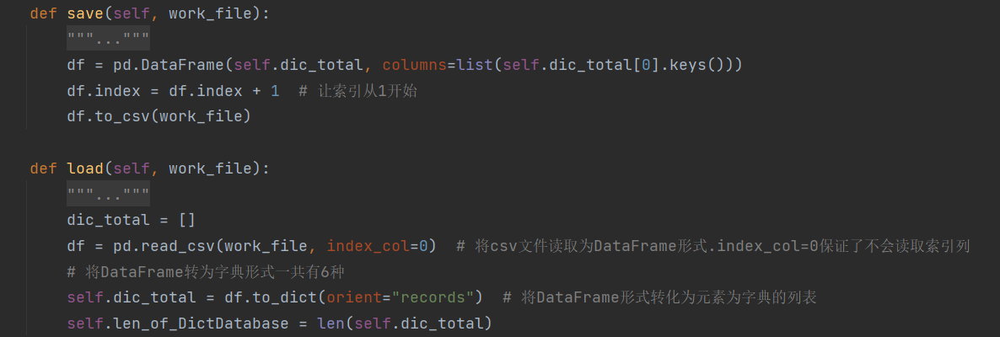 def save(self, work_file):
"""..."""
df = pd.DataFrame(self.dic_total, columns=list(self.dic_total[0].keys()))
df.index = df.index + 1  # 让索引从1开始
df.to_csv(work_file)
def load(self, work_file):
"""..."""
dic_total = []
df = pd.read_csv(work_file, index_col=0)  # 将csv文件读取为DataFrame形式.index_col=0保证了不会读取索引列
# 将DataFrame转为字典形式一共有6种
self.dic_total = df.to_dict(orient="records")  # 将DataFrame形式转化为元素为字典的列表
self.len_of_DictDatabase = len(self.dic_total)